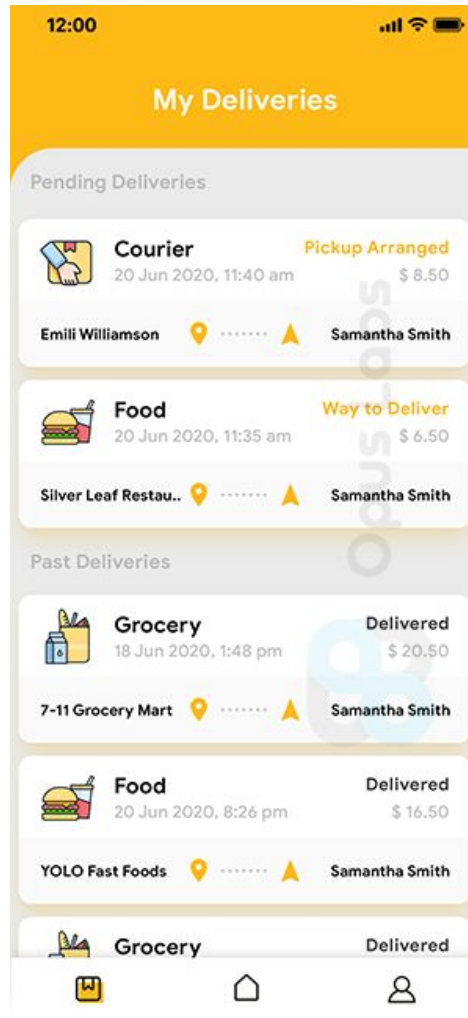 12:00
My Deliveries
Pending Deliveries
Courier Pickup Arranged
20 Jun 2020, 11:40 am $ 8.50
Emili Williamson Samantha Smith
Food Way to Deliver
20 Jun 2020, 11:35 am $ 6.50
Silver Leaf Restau.. Samantha Smith
Past Deliveries
Grocery Delivered
18 Jun 2020, 1:48 pm $ 20.50
7-11 Grocery Mart Samantha Smith
Food Delivered
20 Jun 2020, 8:26 pm $ 16.50
YOLO Fast Foods Samantha Smith
Grocery Delivered
Opus Labs